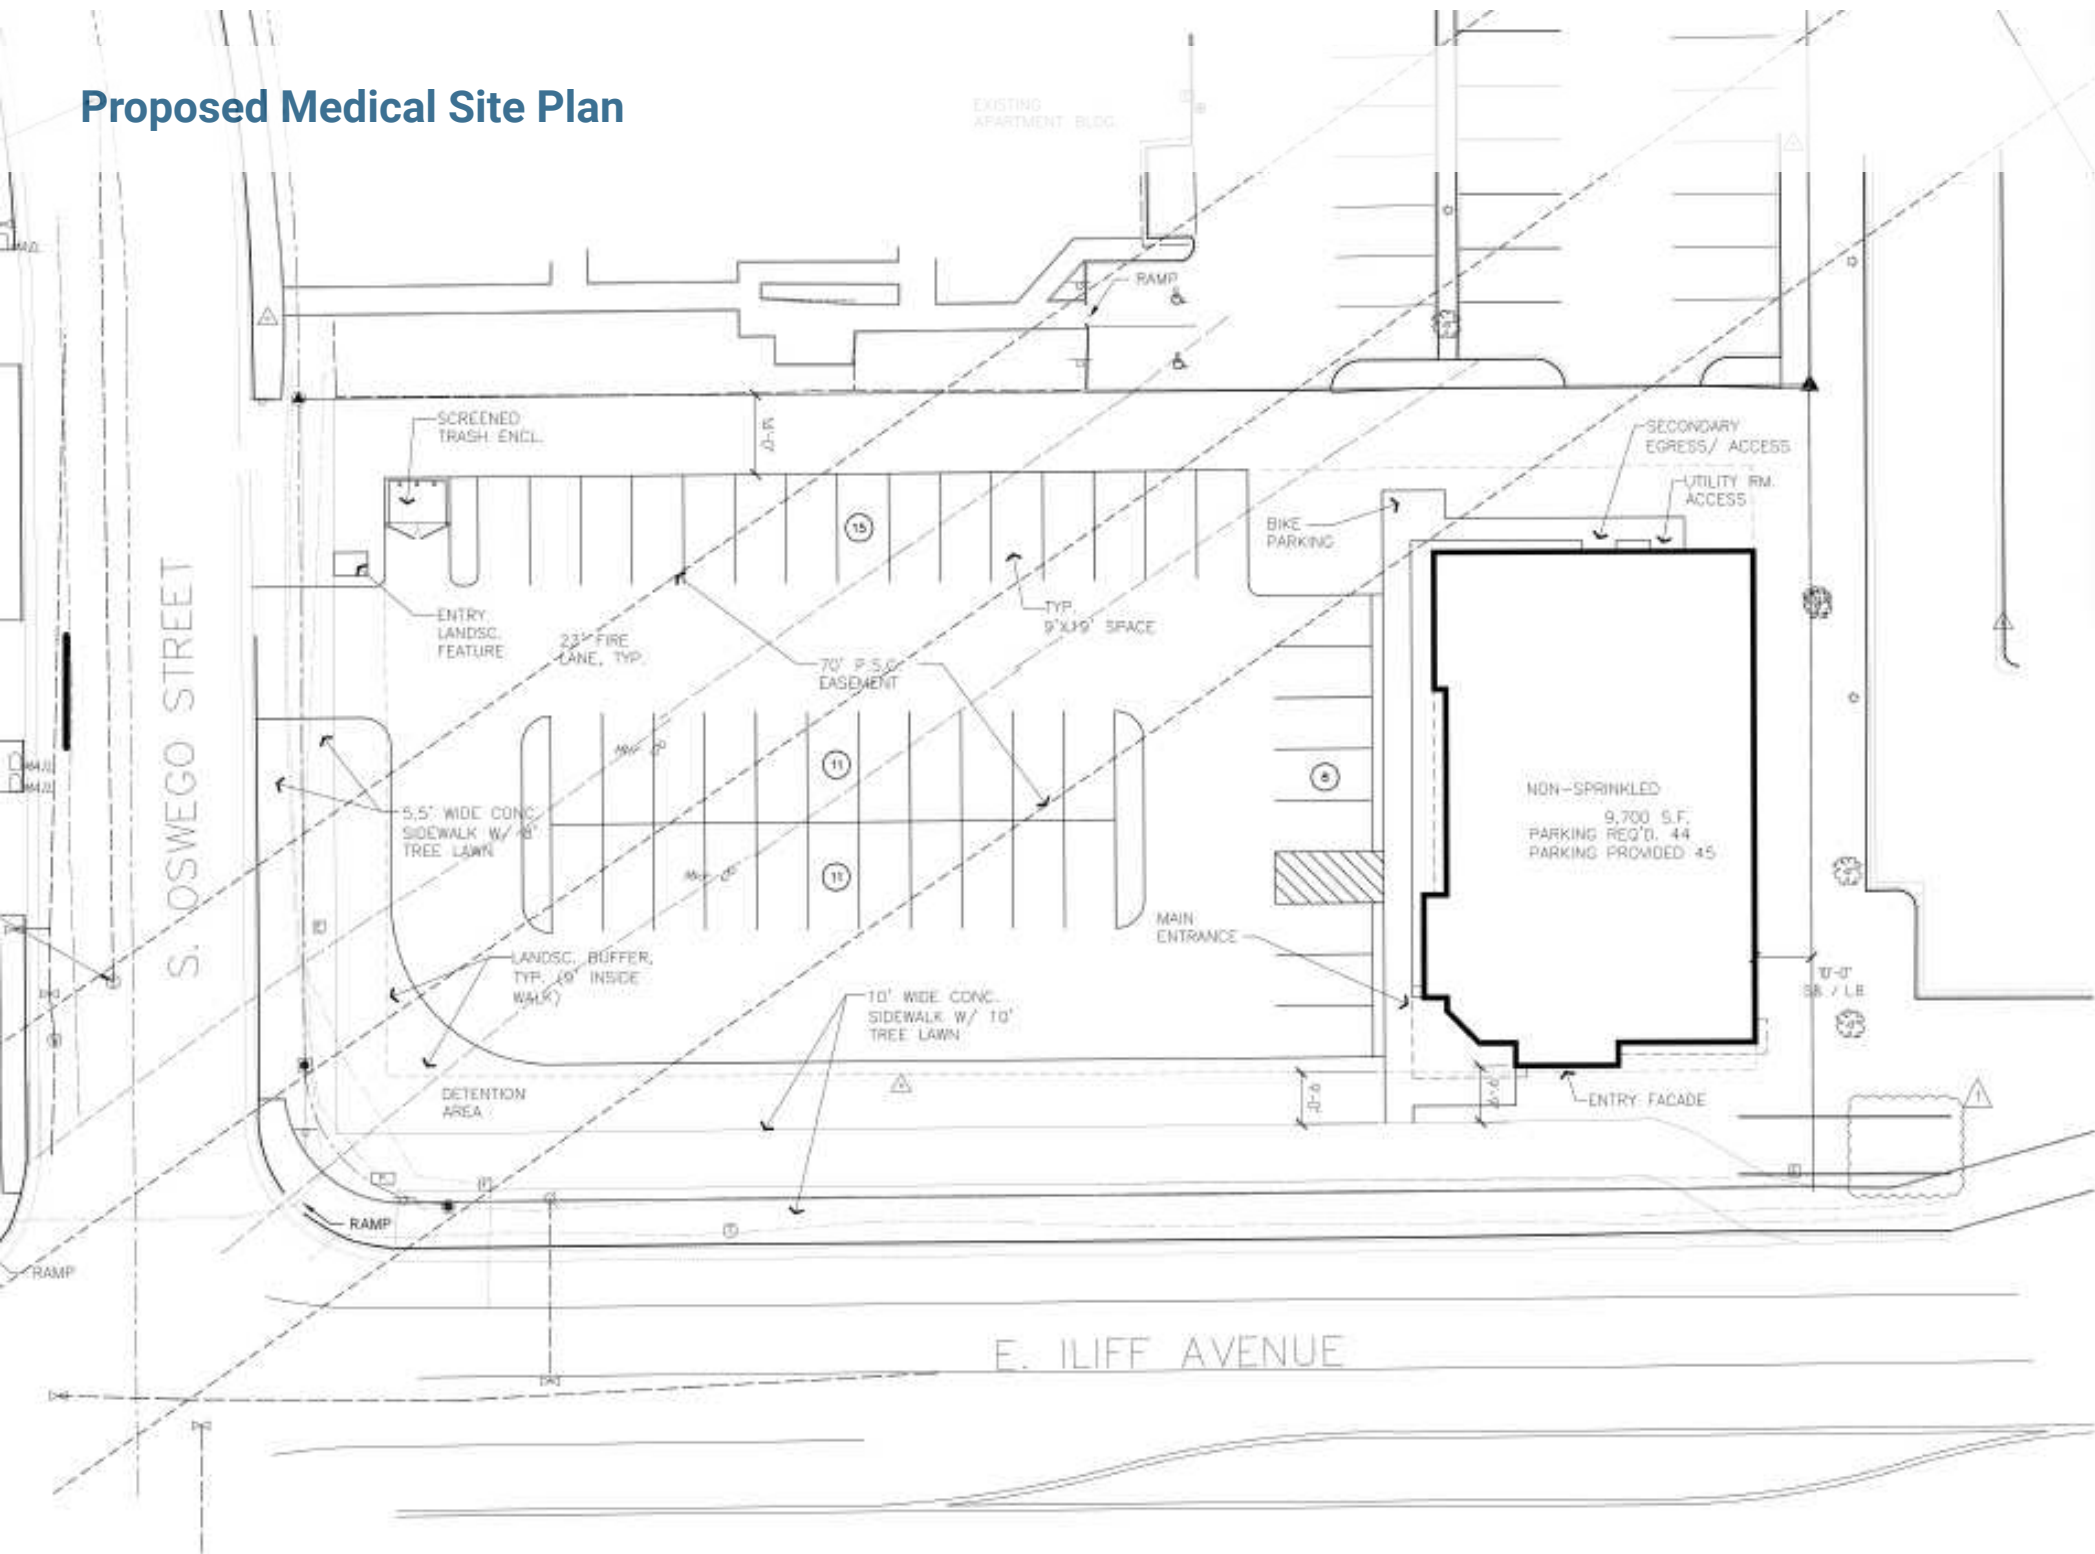 Proposed Medical Site Plan
EXISTING
APARTMENT BLDG.
RAMP
SCREENED
TRASH ENCL.
SECONDARY
EGRESS/ ACCESS
UTILITY RM.
ACCESS
15
BIKE
PARKING
ENTRY
LANDSC.
FEATURE
23' FIRE
LANE, TYP.
TYP.
9'X19' SPACE
70' P.S.C.
EASEMENT
S. OSWEGO STREET
11
8
5.5' WIDE CONC.
SIDEWALK W/ 8'
TREE LAWN
11
NON-SPRINKLED
9,700 S.F.
PARKING REQ'D. 44
PARKING PROVIDED 45
MAIN
ENTRANCE
LANDSC. BUFFER,
TYP. (9' INSIDE
WALK)
10' WIDE CONC.
SIDEWALK W/ 10'
TREE LAWN
10'-0"
S.B. / L.B.
DETENTION
AREA
ENTRY FACADE
RAMP
RAMP
E. ILIFF AVENUE